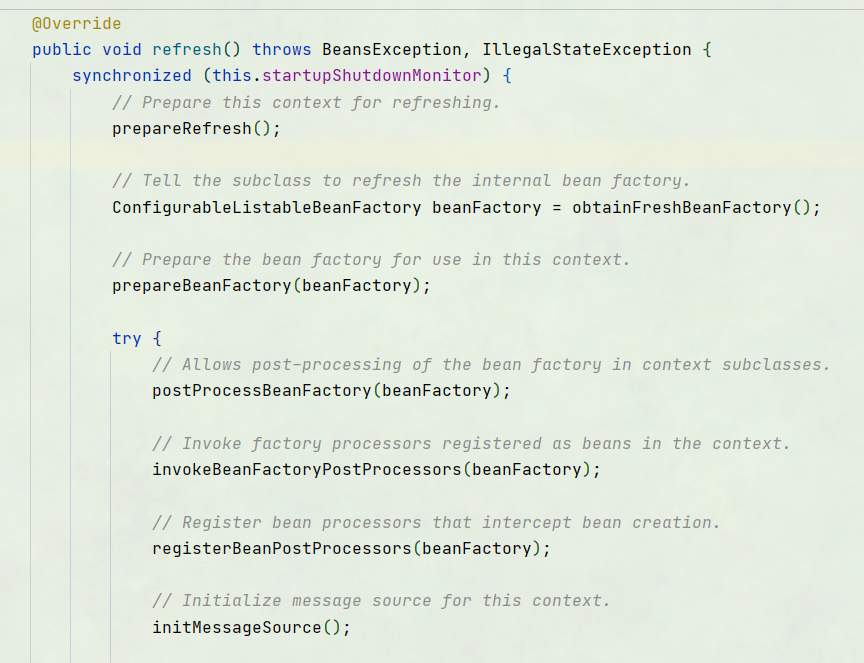 @Override
public void refresh() throws BeansException, IllegalStateException {
synchronized (this.startupShutdownMonitor) {
// Prepare this context for refreshing.
prepareRefresh();
// Tell the subclass to refresh the internal bean factory.
ConfigurableListableBeanFactory beanFactory = obtainFreshBeanFactory();
// Prepare the bean factory for use in this context.
prepareBeanFactory(beanFactory);
try {
// Allows post-processing of the bean factory in context subclasses.
postProcessBeanFactory(beanFactory);
// Invoke factory processors registered as beans in the context.
invokeBeanFactoryPostProcessors(beanFactory);
// Register bean processors that intercept bean creation.
registerBeanPostProcessors(beanFactory);
// Initialize message source for this context.
initMessageSource();